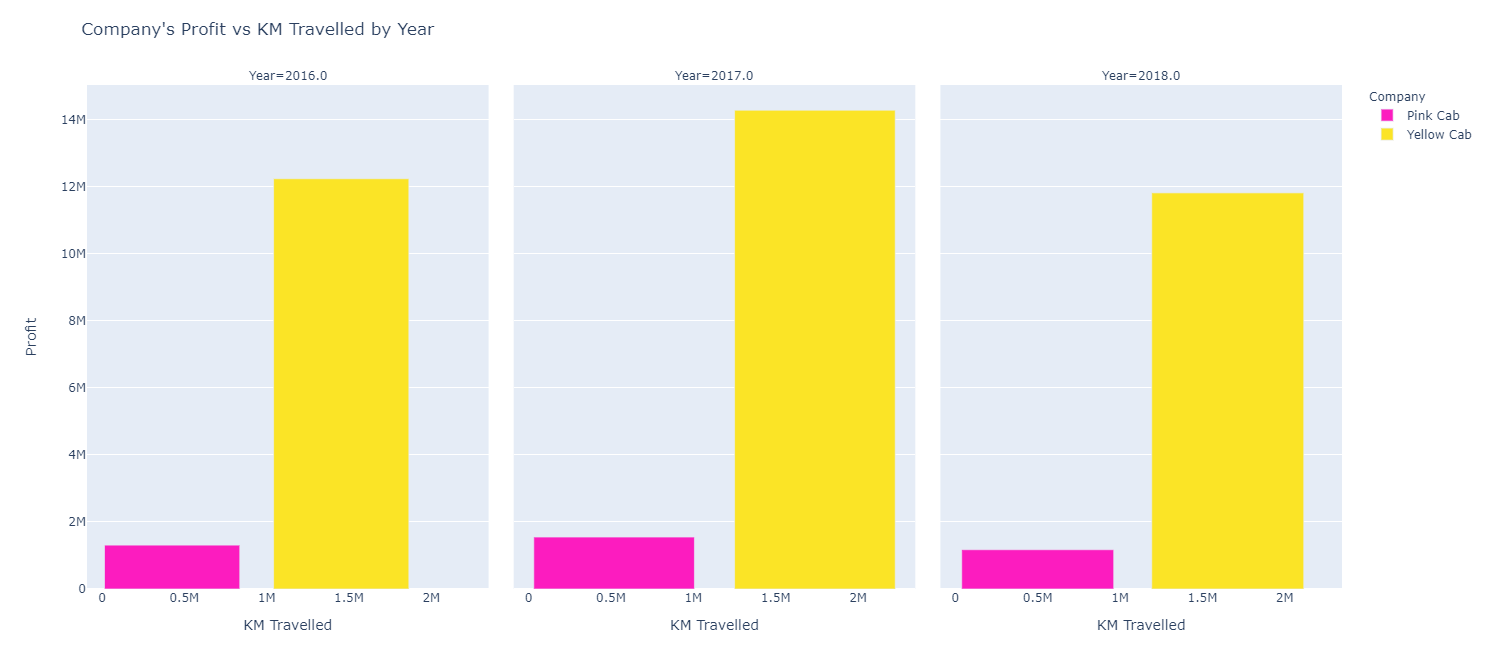 Company's Profit vs KM Travelled by Year
Year=2016.0
Year=2017.0
Year=2018.0
Company
Pink Cab
Yellow Cab
Profit
14M
12M
10M
8M
6M
4M
2M
0
0 0.5M 1M 1.5M 2M
0 0.5M 1M 1.5M 2M
0 0.5M 1M 1.5M 2M
KM Travelled
KM Travelled
KM Travelled